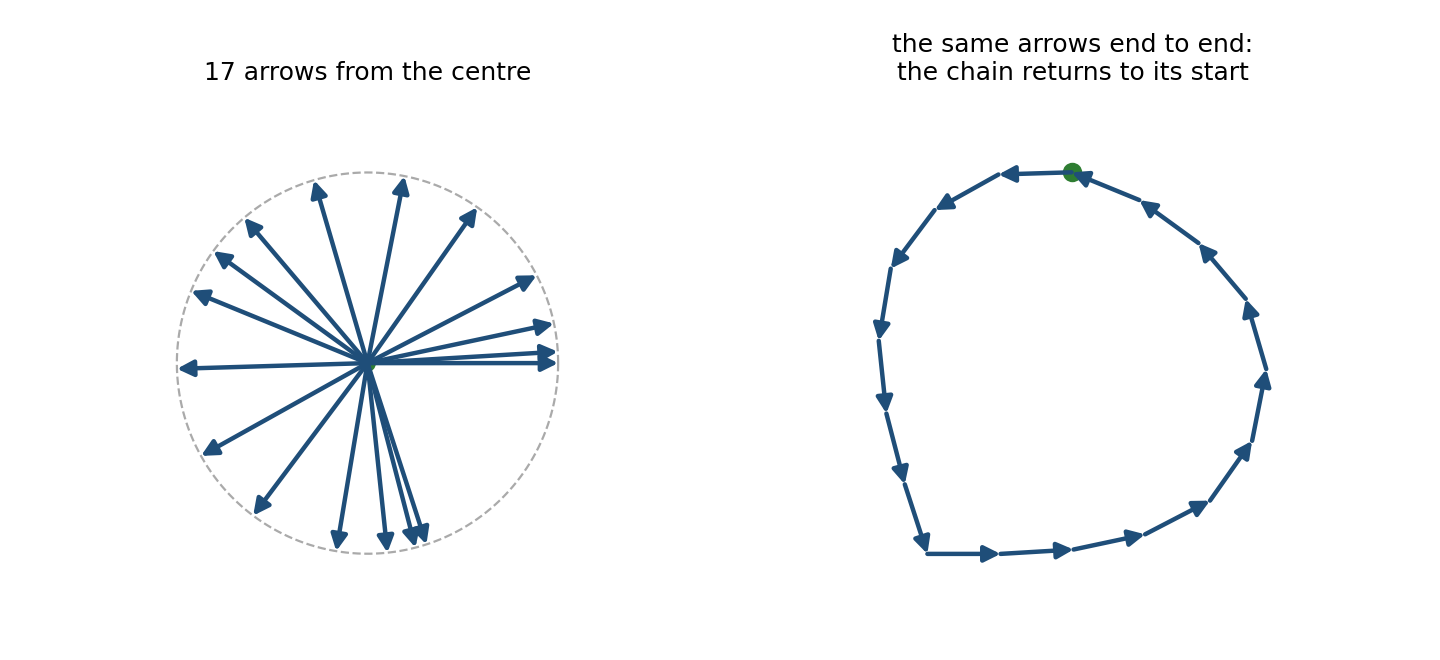 17 arrows from the centre
the same arrows end to end:
the chain returns to its start